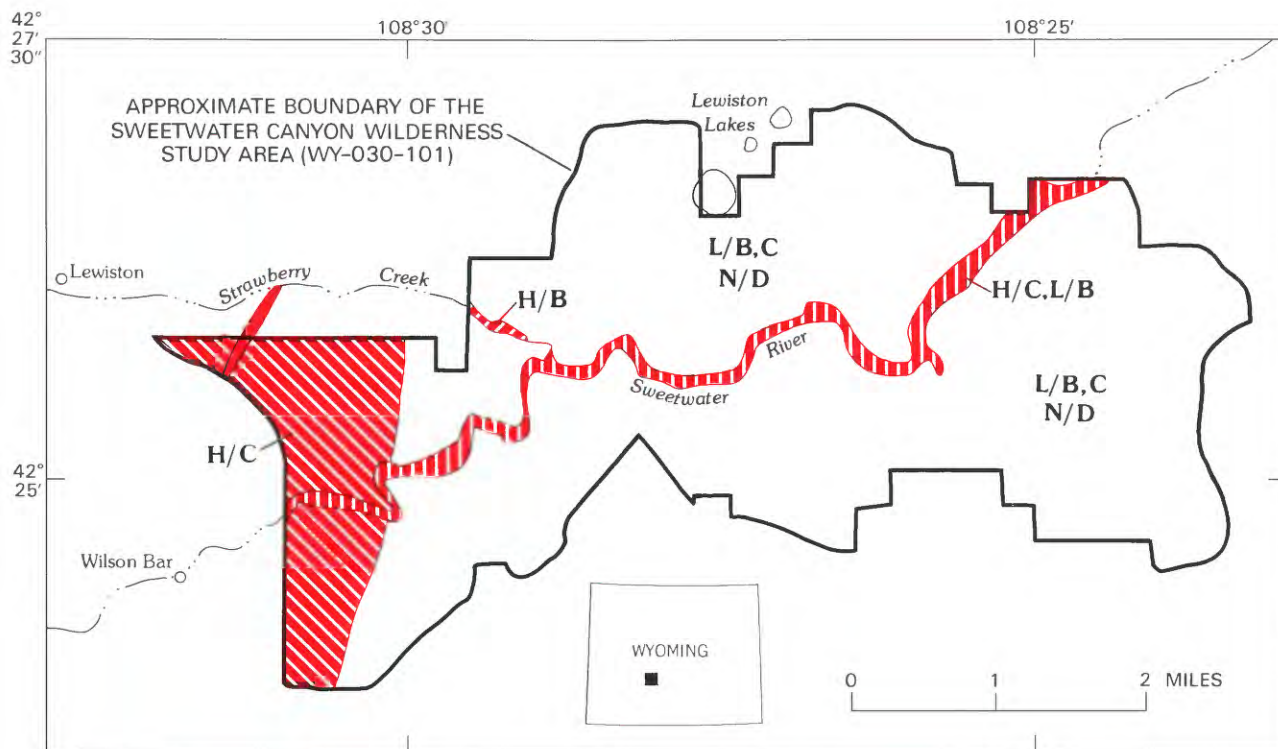 42°
27'
30"
108°30'
108°25'
APPROXIMATE BOUNDARY OF THE
SWEETWATER CANYON WILDERNESS
STUDY AREA (WY-030-101)
Lewiston
Lakes
L/B,C
N/D
Lewiston
Strawberry Creek
H/B
H/C,L/B
River
Sweetwater
L/B,C
N/D
H/C
42°
25'
Wilson Bar
WYOMING
0 1 2 MILES